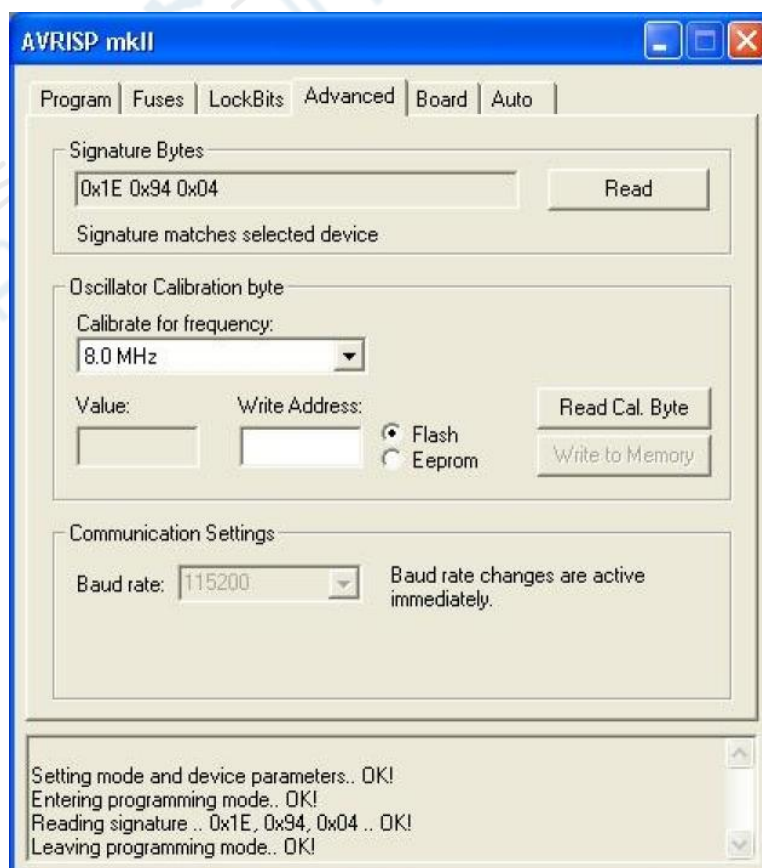 AVRISP mkII
Program Fuses LockBits Advanced Board Auto
Signature Bytes
0x1E 0x94 0x04
Read
Signature matches selected device
Oscillator Calibration byte
Calibrate for frequency:
8.0 MHz
Value: Write Address:
Read Cal. Byte
Flash
Eeprom
Write to Memory
Communication Settings
Baud rate: 115200
Baud rate changes are active
immediately.
Setting mode and device parameters.. OK!
Entering programming mode.. OK!
Reading signature .. 0x1E, 0x94, 0x04 .. OK!
Leaving programming mode.. OK!